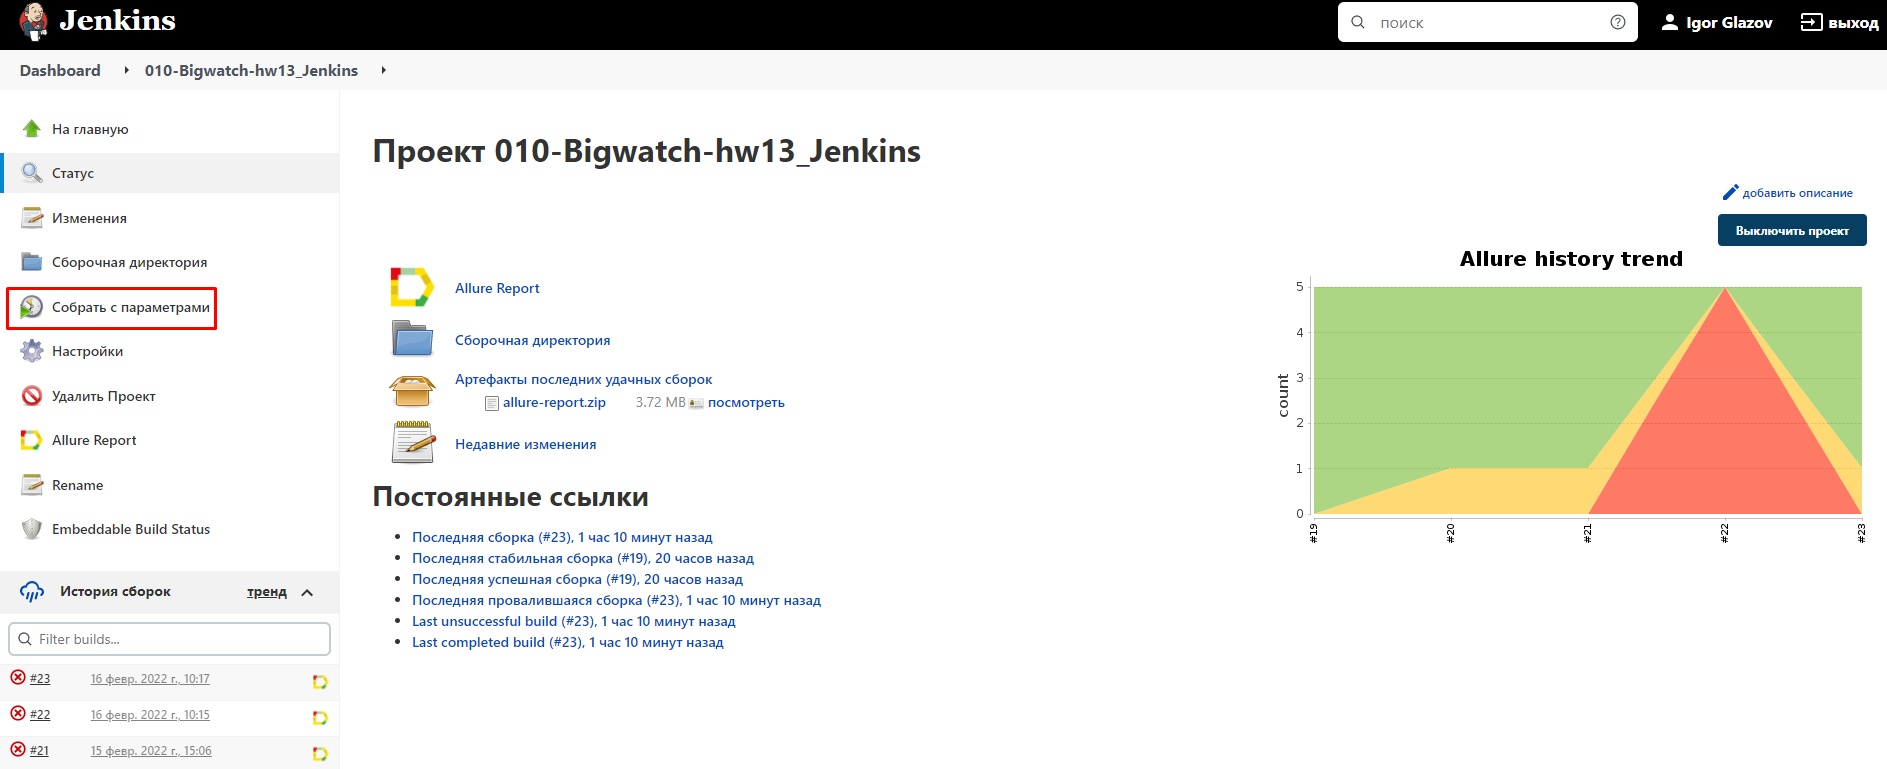 Jenkins
поиск
Igor Glazov
выход
Dashboard
010-Bigwatch-hw13_Jenkins
На главную
Статус
Изменения
Сборочная директория
Собрать с параметрами
Настройки
Удалить Проект
Allure Report
Rename
Embeddable Build Status
История сборок
тренд
Filter builds...
#23 16 февр. 2022 г., 10:17
#22 16 февр. 2022 г., 10:15
#21 15 февр. 2022 г., 15:06
Проект 010-Bigwatch-hw13_Jenkins
добавить описание
Выключить проект
Allure Report
Сборочная директория
Артефакты последних удачных сборок
allure-report.zip 3.72 MB посмотреть
Недавние изменения
Постоянные ссылки
Последняя сборка (#23), 1 час 10 минут назад
Последняя стабильная сборка (#19), 20 часов назад
Последняя успешная сборка (#19), 20 часов назад
Последняя провалившаяся сборка (#23), 1 час 10 минут назад
Last unsuccessful build (#23), 1 час 10 минут назад
Last completed build (#23), 1 час 10 минут назад
Allure history trend
count
5
4
3
2
1
0
#19
#20
#21
#22
#23